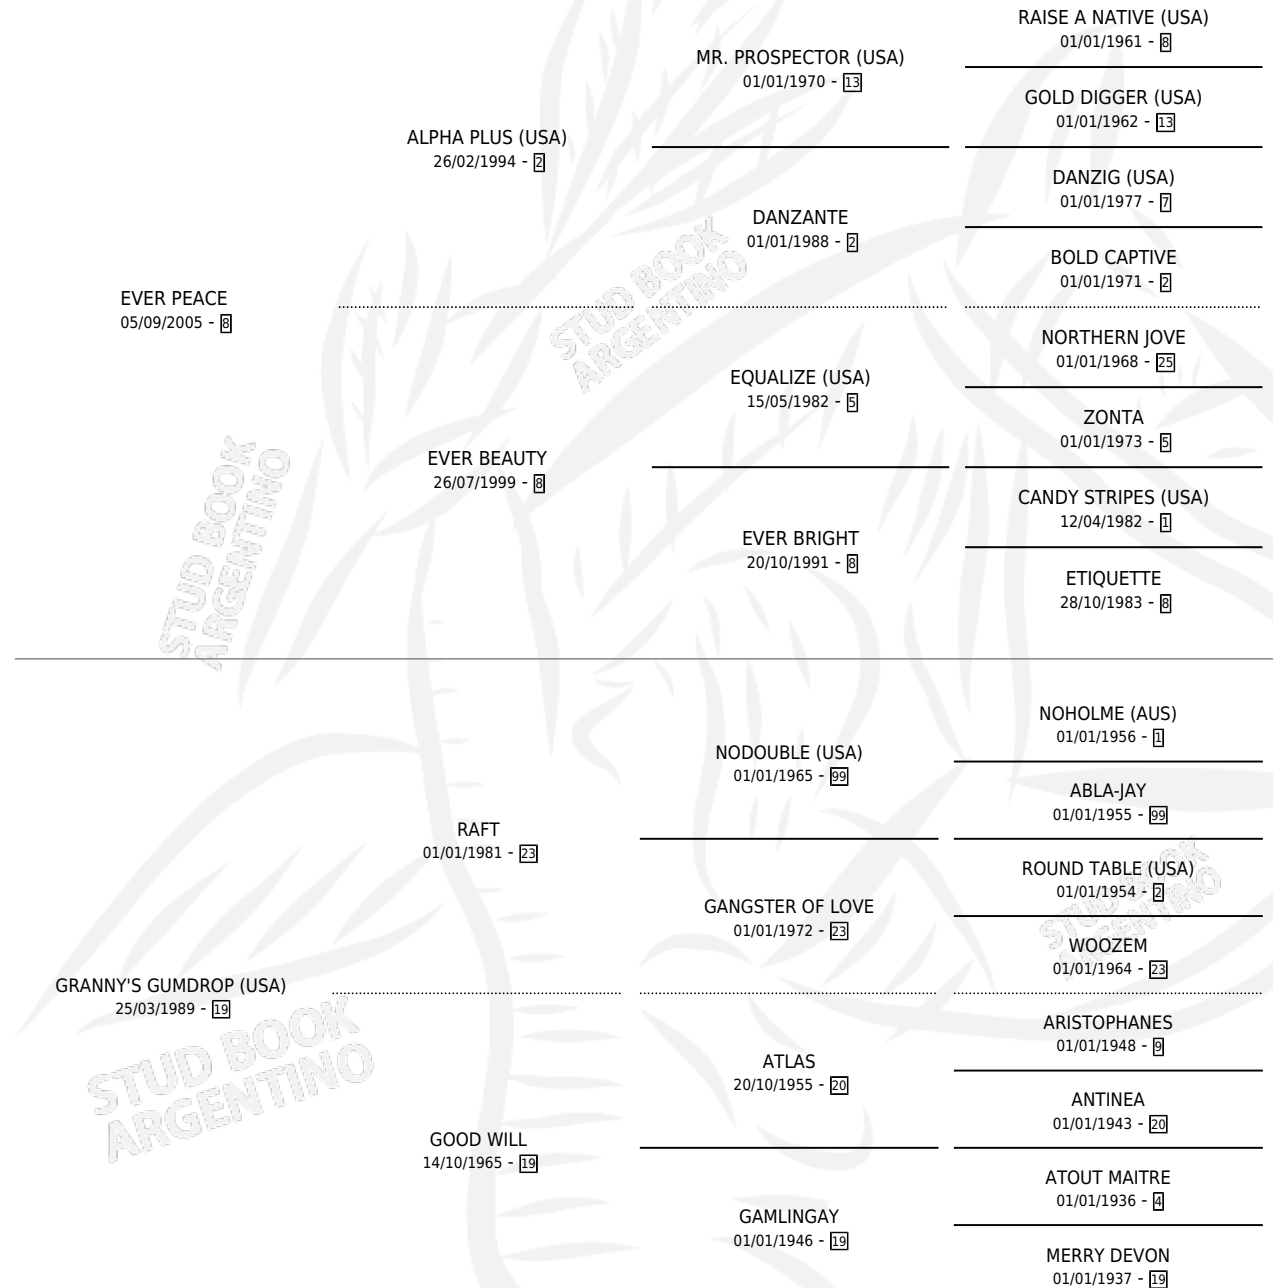 RAISE A NATIVE (USA)
01/01/1961 - 8
MR. PROSPECTOR (USA)
01/01/1970 - 13
GOLD DIGGER (USA)
01/01/1962 - 13
ALPHA PLUS (USA)
26/02/1994 - 2
DANZIG (USA)
01/01/1977 - 7
DANZANTE
01/01/1988 - 2
BOLD CAPTIVE
01/01/1971 - 2
EVER PEACE
05/09/2005 - 8
NORTHERN JOVE
01/01/1968 - 25
EQUALIZE (USA)
15/05/1982 - 5
ZONTA
01/01/1973 - 5
EVER BEAUTY
26/07/1999 - 8
CANDY STRIPES (USA)
12/04/1982 - 1
EVER BRIGHT
20/10/1991 - 8
ETIQUETTE
28/10/1983 - 8
STUD BOOK
ARGENTINO
STUD BOOK
ARGENTINO
NOHOLME (AUS)
01/01/1956 - 1
NODOUBLE (USA)
01/01/1965 - 99
ABLA-JAY
01/01/1955 - 99
RAFT
01/01/1981 - 23
ROUND TABLE (USA)
01/01/1954 - 2
GANGSTER OF LOVE
01/01/1972 - 23
WOOZEM
01/01/1964 - 23
STUD BOOK
ARGENTINO
GRANNY'S GUMDROP (USA)
25/03/1989 - 19
ARISTOPHANES
01/01/1948 - 9
ATLAS
20/10/1955 - 20
ANTINEA
01/01/1943 - 20
STUD BOOK
ARGENTINO
GOOD WILL
14/10/1965 - 19
ATOUT MAITRE
01/01/1936 - 4
GAMLINGAY
01/01/1946 - 19
MERRY DEVON
01/01/1937 - 19